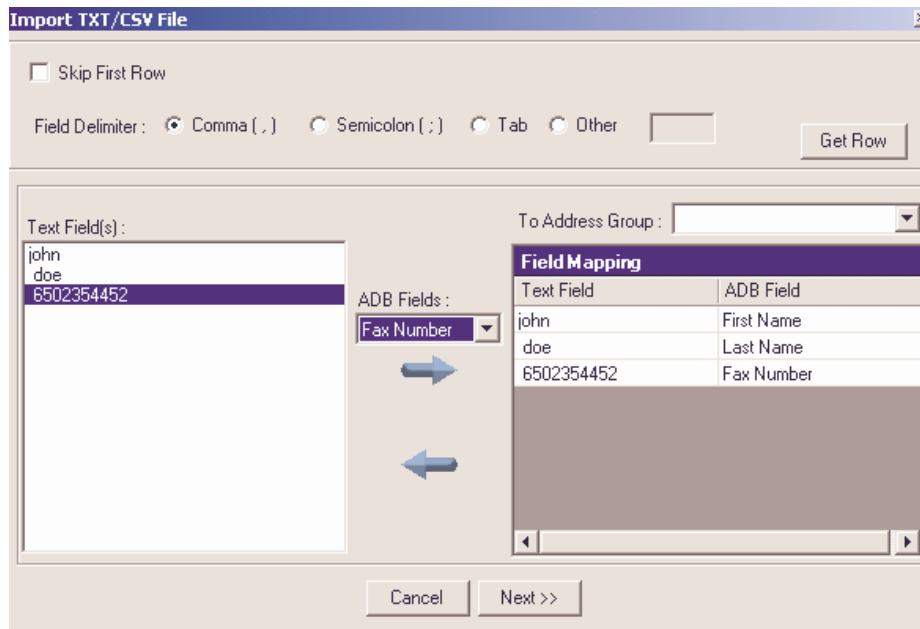 Import TXT/CSV File
Skip First Row
Field Delimiter : Comma ( , ) Semicolon ( ; ) Tab Other
Get Row
Text Field(s) :
john
doe
6502354452
ADB Fields :
Fax Number
To Address Group :
Field Mapping
Text Field ADB Field
john First Name
doe Last Name
6502354452 Fax Number
Cancel Next >>